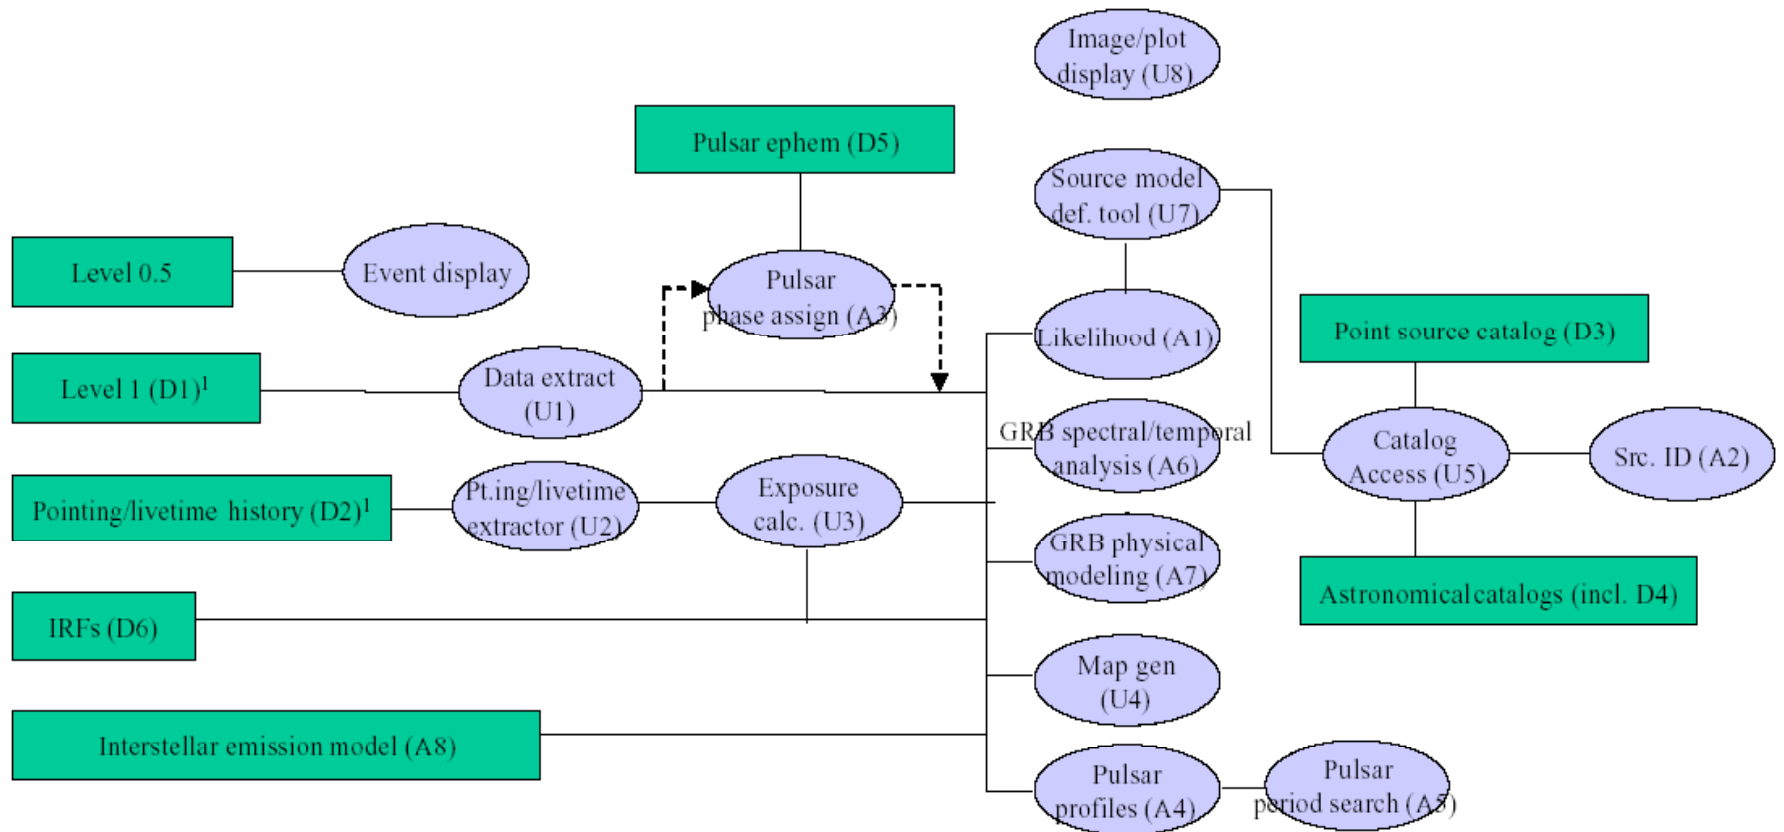 Image/plot
display (U8)
Pulsar ephem (D5)
Source model
def. tool (U7)
Level 0.5
Event display
Pulsar
phase assign (A3)
Likelihood (A1)
Point source catalog (D3)
Level 1 (D1)¹
Data extract
(U1)
GRB spectral/temporal
analysis (A6)
Catalog
Access (U5)
Src. ID (A2)
Pointing/livetime history (D2)¹
Pt.ing/livetime
extractor (U2)
Exposure
calc. (U3)
GRB physical
modeling (A7)
Astronomical catalogs (incl. D4)
IRFs (D6)
Map gen
(U4)
Interstellar emission model (A8)
Pulsar
profiles (A4)
Pulsar
period search (A5)